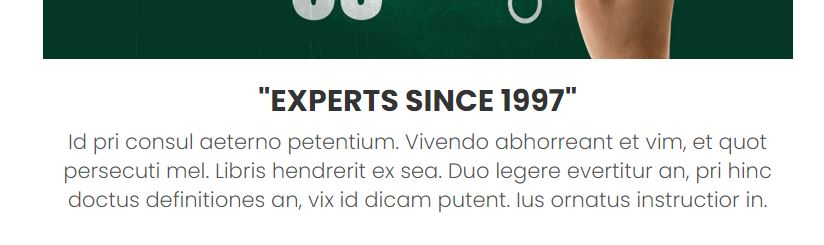 "EXPERTS SINCE 1997"
Id pri consul aeterno petentium. Vivendo abhorreant et vim, et quot
persecuti mel. Libris hendrerit ex sea. Duo legere evertitur an, pri hinc
doctus definitiones an, vix id dicam putent. Ius ornatus instructior in.